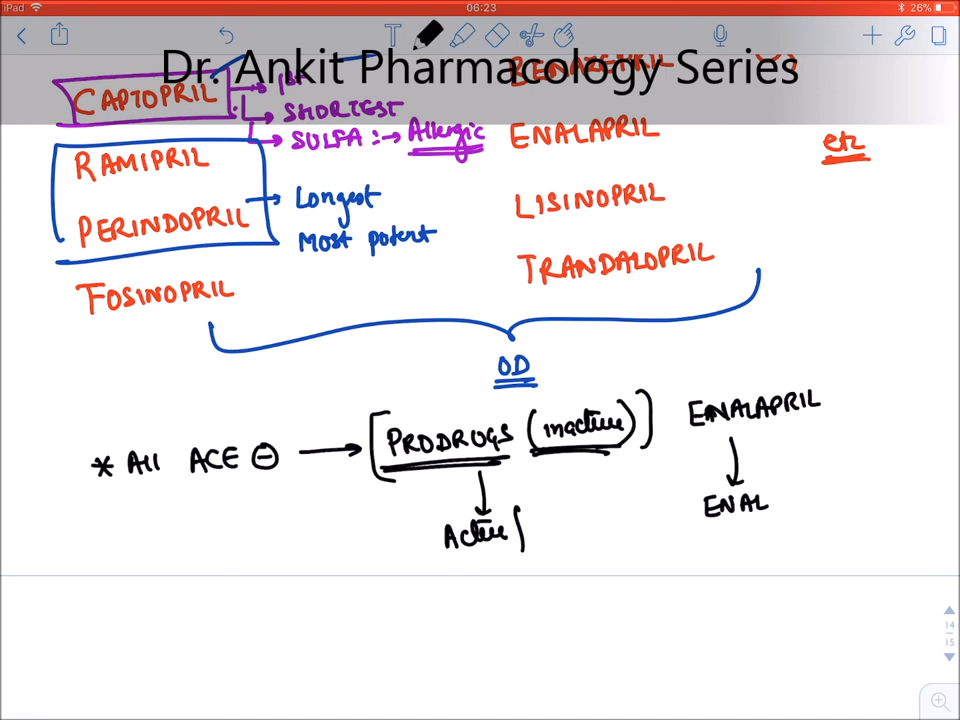 iPad 06:23 26%
Dr. Ankit Pharmacology Series
CAPTOPRIL
1st
SHORTEST
SULFA :→ Allergic
BENAZEPRIL
RAMIPRIL
PERINDOPRIL
Longest
Most potent
FOSINOPRIL
ENALAPRIL
LISINOPRIL
TRANDALOPRIL
etc
OD
* All ACE ⊖ → [PRODRUGS (inactive)]
Active (
ENALAPRIL
ENAL
14
15